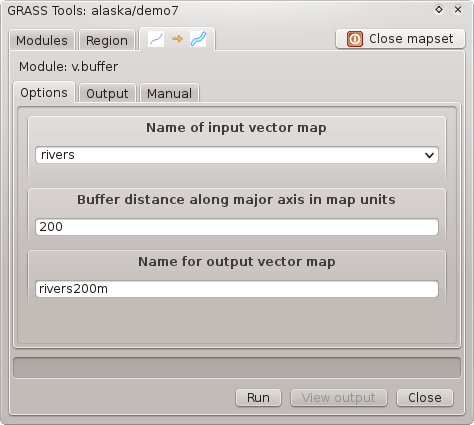 GRASS Tools: alaska/demo7
Modules Region Close mapset
Module: v.buffer
Options Output Manual
Name of input vector map
rivers
Buffer distance along major axis in map units
200
Name for output vector map
rivers200m
Run View output Close